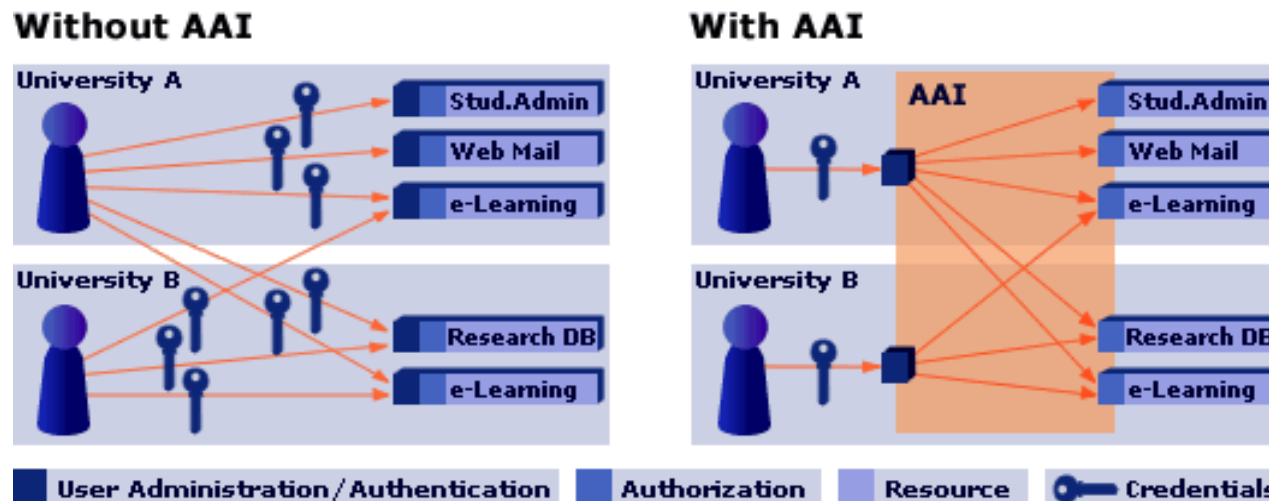 Without AAI
With AAI
University A
Stud.Admin
Web Mail
e-Learning
University B
Research DB
e-Learning
University A
AAI
Stud.Admin
Web Mail
e-Learning
University B
Research DB
e-Learning
User Administration/Authentication
Authorization
Resource
Credentials